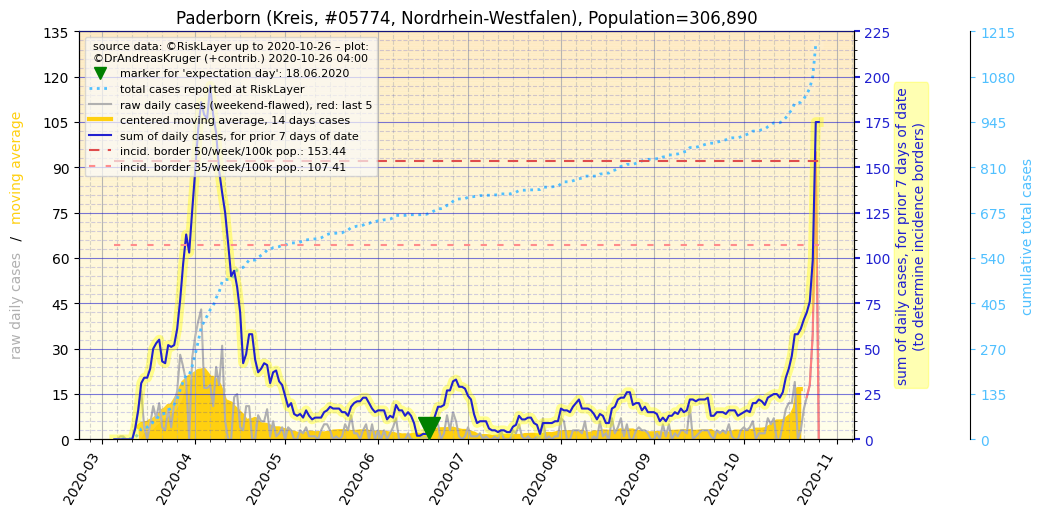 Paderborn (Kreis, #05774, Nordrhein-Westfalen), Population=306,890
source data: ©RiskLayer up to 2020-10-26 – plot:
©DrAndreasKruger (+contrib.) 2020-10-26 04:00
marker for 'expectation day': 18.06.2020
total cases reported at RiskLayer
raw daily cases (weekend-flawed), red: last 5
centered moving average, 14 days cases
sum of daily cases, for prior 7 days of date
incid. border 50/week/100k pop.: 153.44
incid. border 35/week/100k pop.: 107.41
raw daily cases / moving average
135
120
105
90
75
60
45
30
15
0
225
200
175
150
125
100
75
50
25
0
sum of daily cases, for prior 7 days of date
(to determine incidence borders)
1215
1080
945
810
675
540
405
270
135
0
cumulative total cases
2020-03
2020-04
2020-05
2020-06
2020-07
2020-08
2020-09
2020-10
2020-11